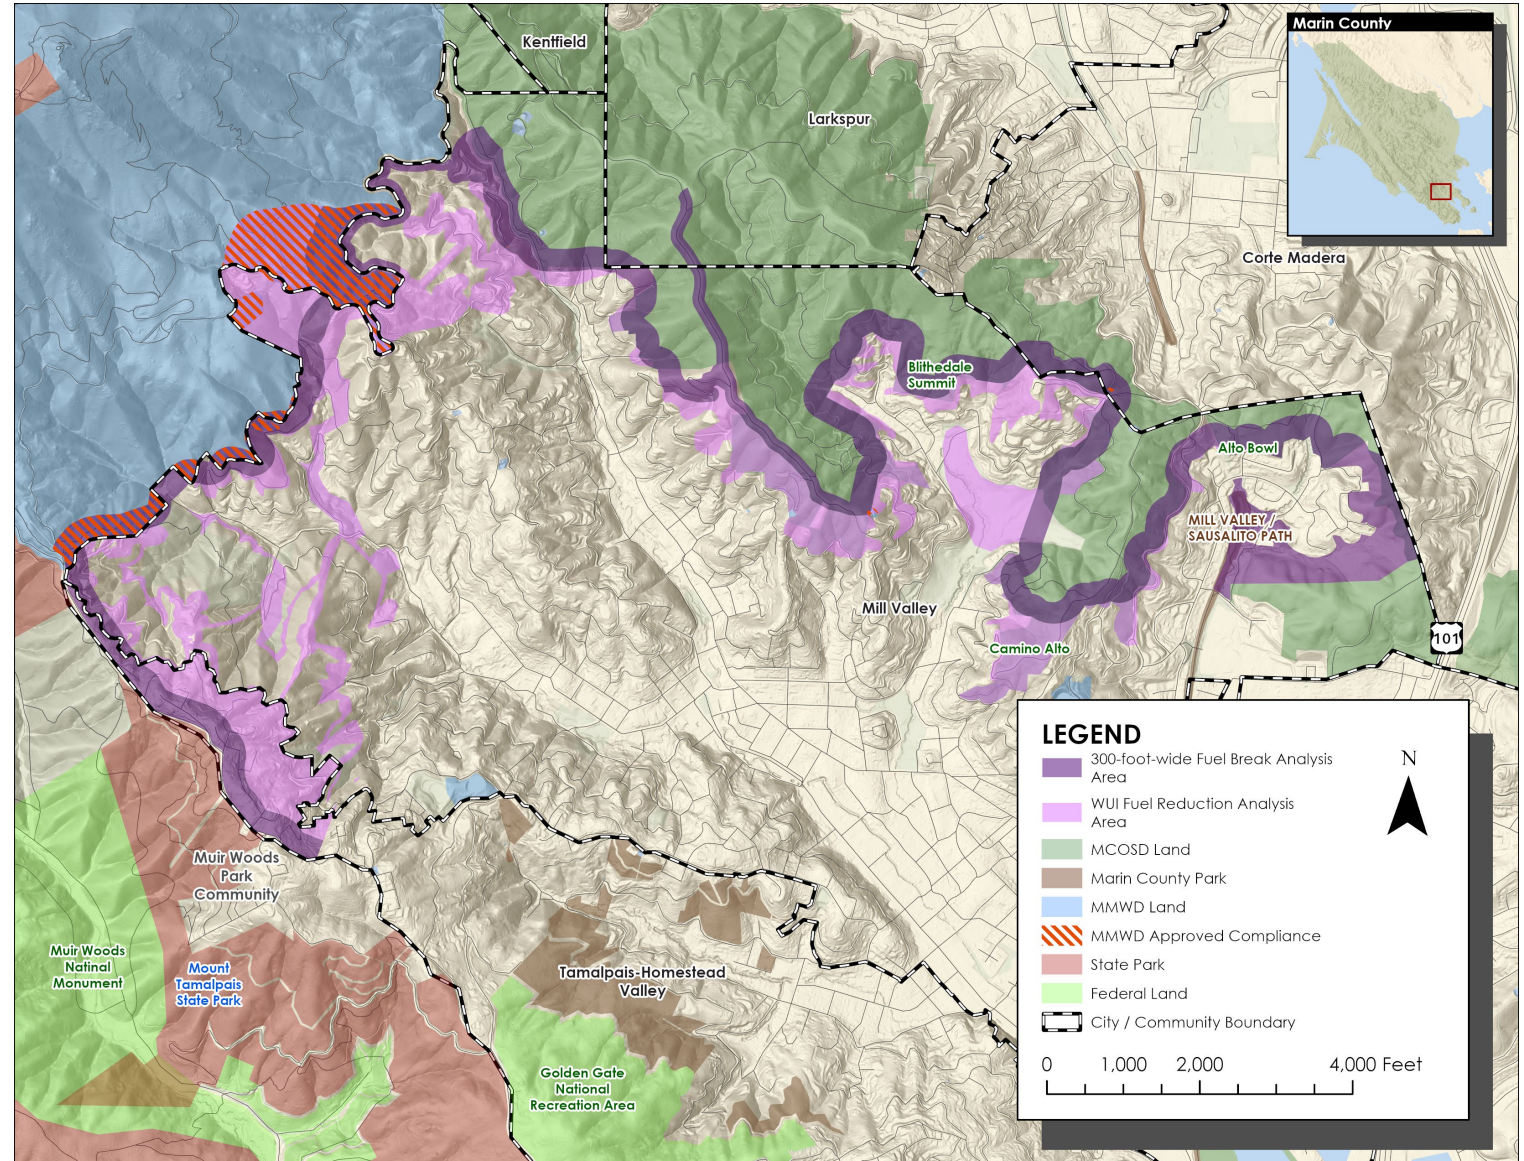 Marin County
Kentfield
Larkspur
Corte Madera
Blithedale
Summit
Alto Bowl
MILL VALLEY /
SAUSALITO PATH
Mill Valley
Camino Alto
101
Muir Woods
Park
Community
Muir Woods
Natinal
Monument
Mount
Tamalpais
State Park
Tamalpais-Homestead
Valley
Golden Gate
National
Recreation Area
LEGEND
300-foot-wide Fuel Break Analysis
Area
WUI Fuel Reduction Analysis
Area
MCOSD Land
Marin County Park
MMWD Land
MMWD Approved Compliance
State Park
Federal Land
City / Community Boundary
N
0 1,000 2,000 4,000 Feet